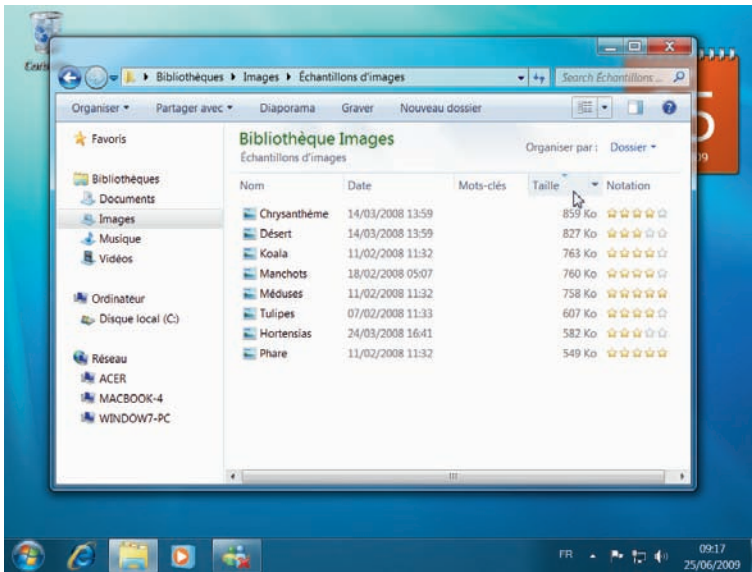 Bibliothèques Images Échantillons d'images Search Échantillons ...
Organiser Partager avec Diaporama Graver Nouveau dossier
Favoris
Bibliothèques
Documents
Images
Musique
Vidéos
Ordinateur
Disque local (C:)
Réseau
ACER
MACBOOK-4
WINDOW7-PC
Bibliothèque Images
Échantillons d'images
Organiser par : Dossier
Nom Date Mots-clés Taille Notation
Chrysanthème 14/03/2008 13:59 859 Ko
Désert 14/03/2008 13:59 827 Ko
Koala 11/02/2008 11:32 763 Ko
Manchots 18/02/2008 05:07 760 Ko
Méduses 11/02/2008 11:32 758 Ko
Tulipes 07/02/2008 11:33 607 Ko
Hortensias 24/03/2008 16:41 582 Ko
Phare 11/02/2008 11:32 549 Ko
FR 09:17
25/06/2009